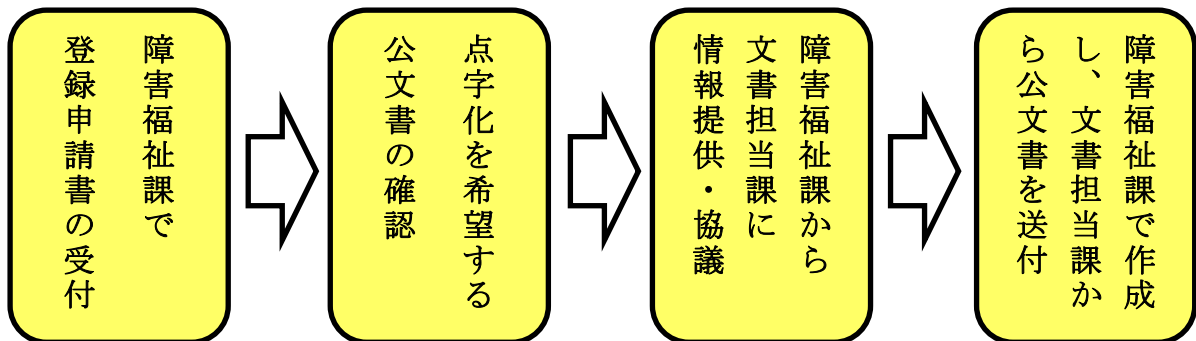 障害福祉課で
登録申請書の受付
点字化を希望する
公文書の確認
障害福祉課から
文書担当課に
情報提供・協議
障害福祉課で作成
し、文書担当課か
ら公文書を送付